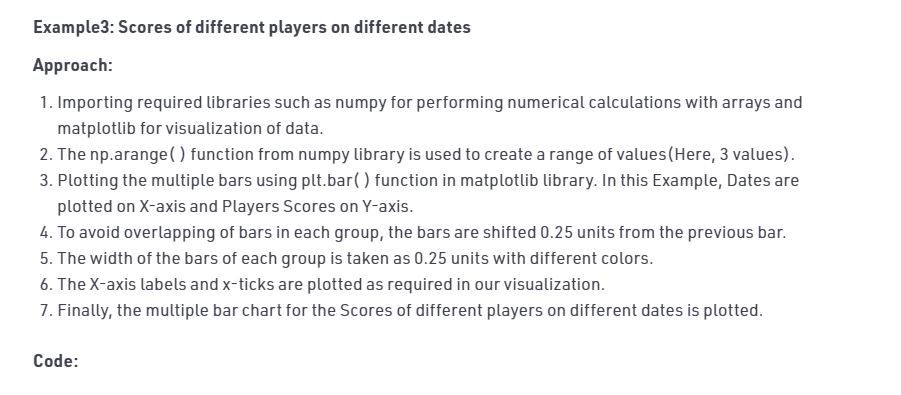 Example3: Scores of different players on different dates
Approach:
1. Importing required libraries such as numpy for performing numerical calculations with arrays and
matplotlib for visualization of data.
2. The np.arange( ) function from numpy library is used to create a range of values(Here, 3 values).
3. Plotting the multiple bars using plt.bar( ) function in matplotlib library. In this Example, Dates are
plotted on X-axis and Players Scores on Y-axis.
4. To avoid overlapping of bars in each group, the bars are shifted 0.25 units from the previous bar.
5. The width of the bars of each group is taken as 0.25 units with different colors.
6. The X-axis labels and x-ticks are plotted as required in our visualization.
7. Finally, the multiple bar chart for the Scores of different players on different dates is plotted.
Code: